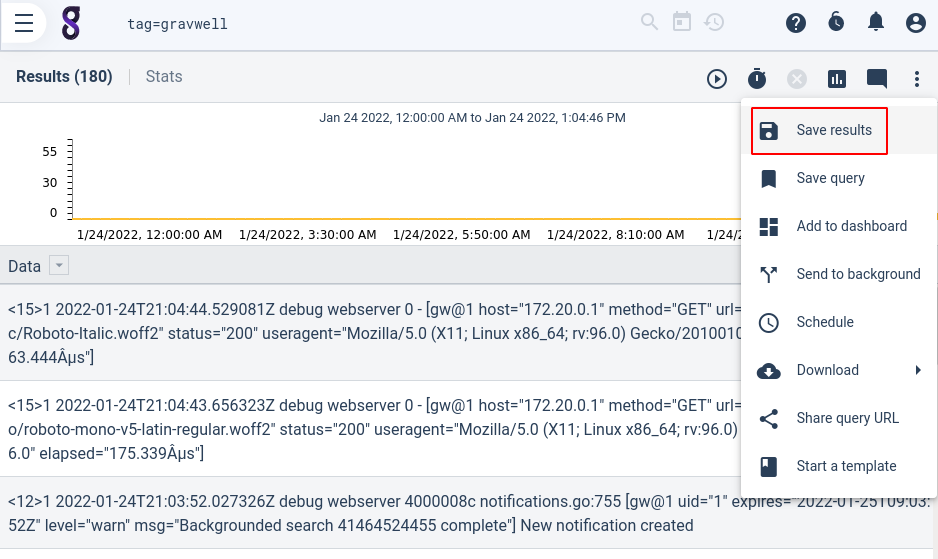 tag=gravwell
Results (180)
Stats
Jan 24 2022, 12:00:00 AM to Jan 24 2022, 1:04:46 PM
55
30
0
1/24/2022, 12:00:00 AM
1/24/2022, 3:30:00 AM
1/24/2022, 5:50:00 AM
1/24/2022, 8:10:00 AM
1/24/2
Save results
Save query
Add to dashboard
Send to background
Schedule
Download
Share query URL
Start a template
Data
<15>1 2022-01-24T21:04:44.529081Z debug webserver 0 - [gw@1 host="172.20.0.1" method="GET" url=
c/Roboto-Italic.woff2" status="200" useragent="Mozilla/5.0 (X11; Linux x86_64; rv:96.0) Gecko/2010010
63.444Âµs"]
<15>1 2022-01-24T21:04:43.656323Z debug webserver 0 - [gw@1 host="172.20.0.1" method="GET" url=
o/roboto-mono-v5-latin-regular.woff2" status="200" useragent="Mozilla/5.0 (X11; Linux x86_64; rv:96.0)
6.0" elapsed="175.339Âµs"]
<12>1 2022-01-24T21:03:52.027326Z debug webserver 4000008c notifications.go:755 [gw@1 uid="1" expires="2022-01-25T09:03:
52Z" level="warn" msg="Backgrounded search 41464524455 complete"] New notification created